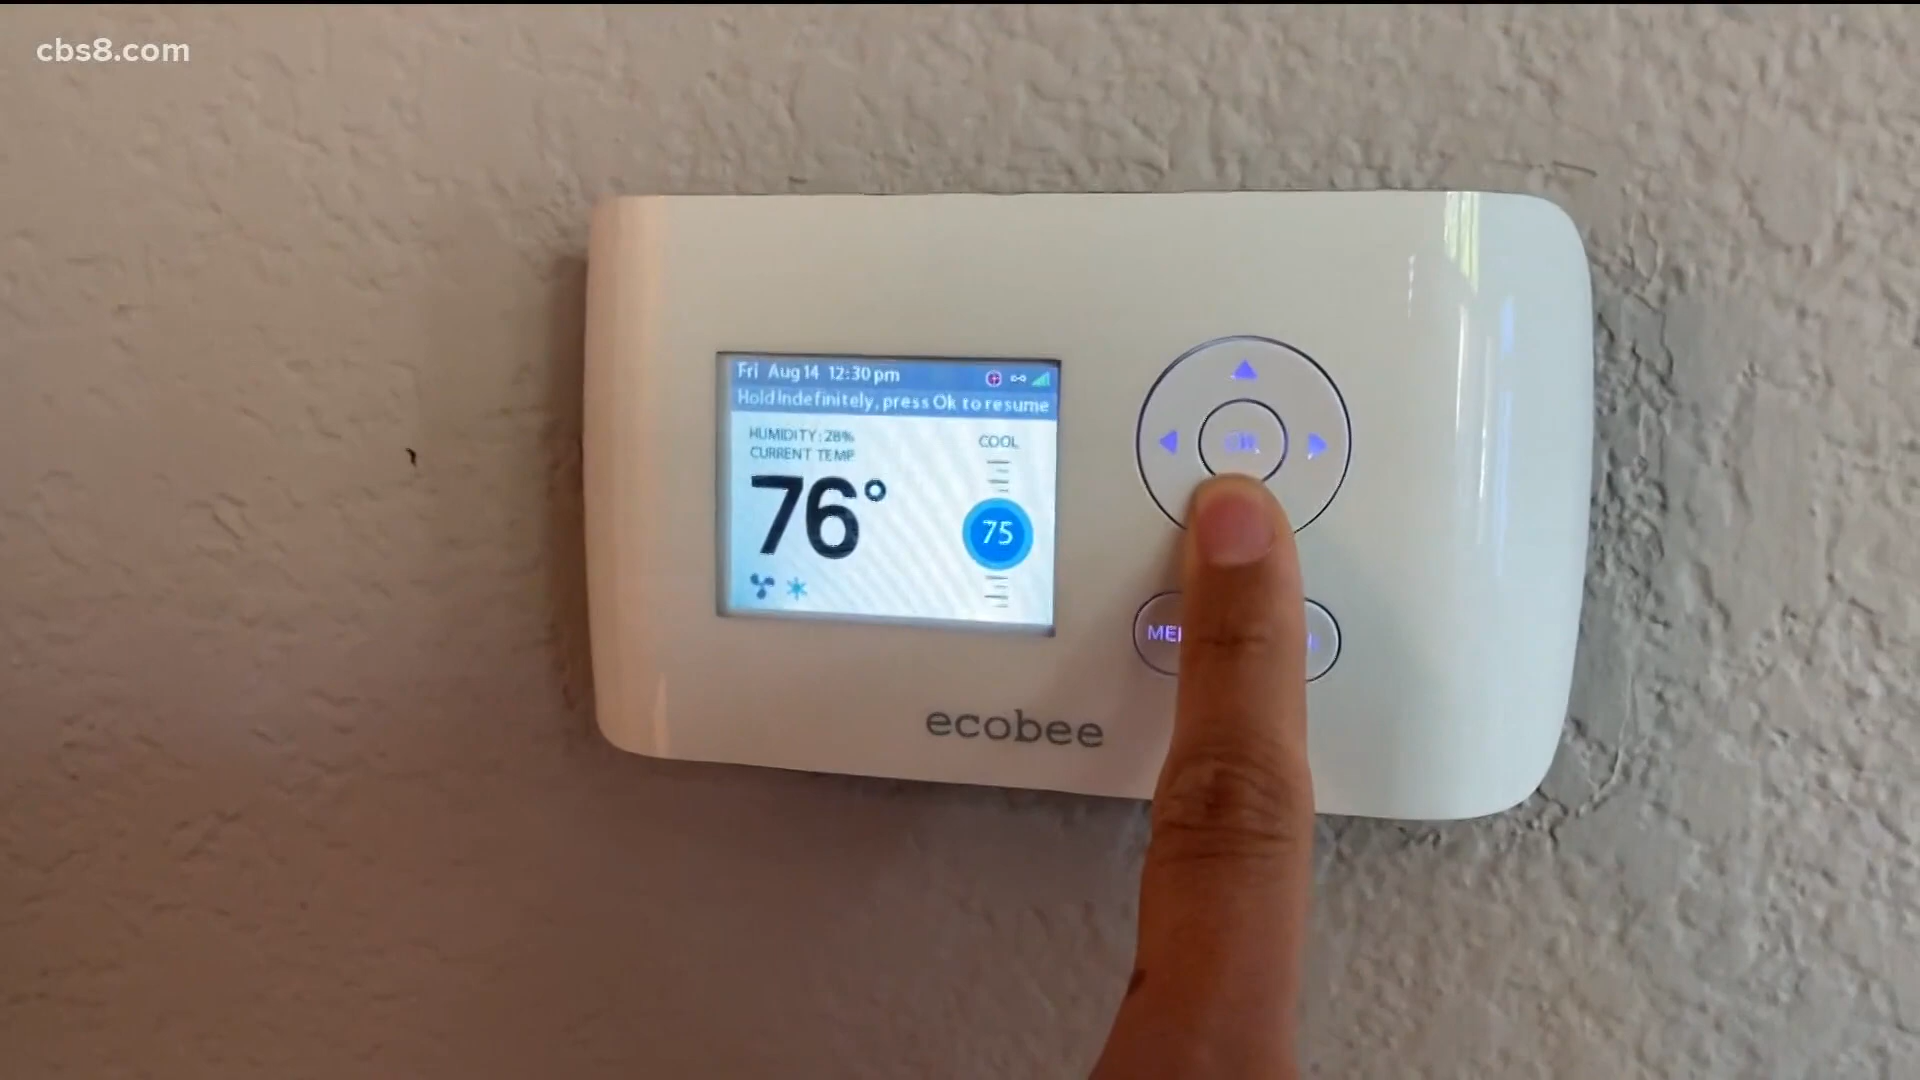 cbs8.com
Fri Aug 14 12:30 pm
Hold Indefinitely, press Ok to resume
HUMIDITY: 28%
CURRENT TEMP
COOL
76°
75
OK
ecobee